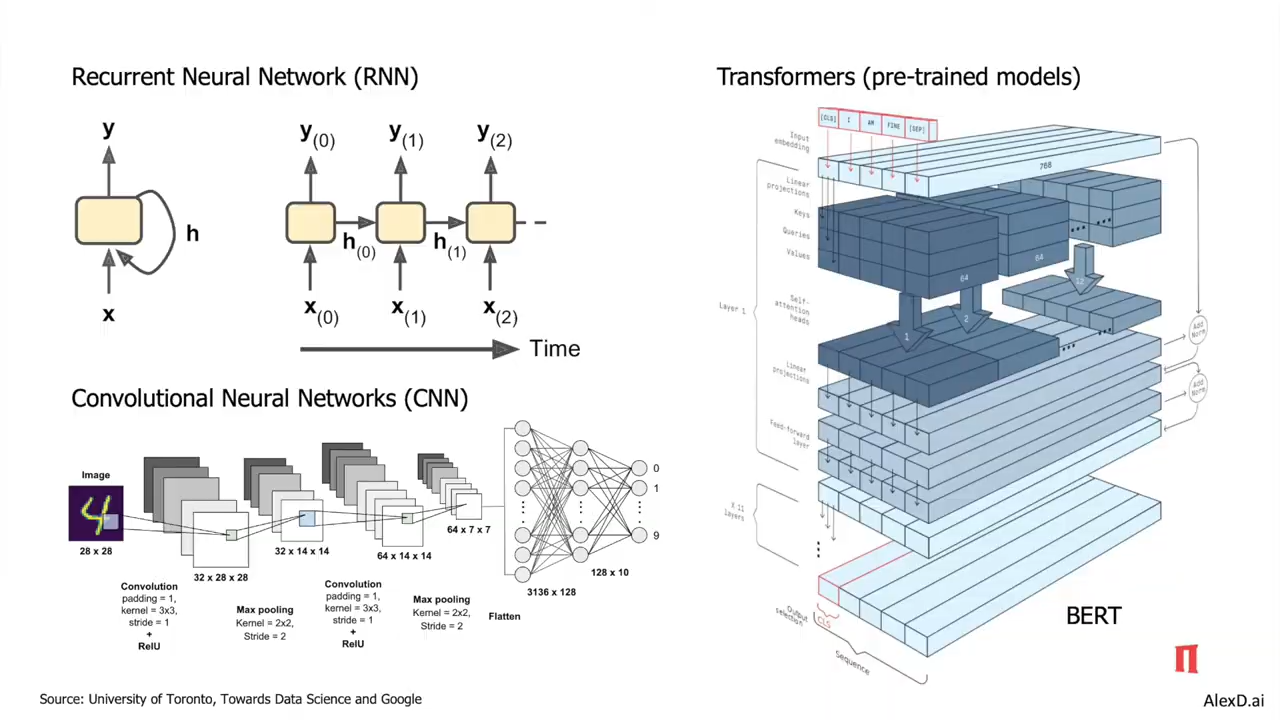 Recurrent Neural Network (RNN)
y
h
x
y(0)
y(1)
y(2)
h(0)
h(1)
x(0)
x(1)
x(2)
Time
Convolutional Neural Networks (CNN)
Image
28 x 28
32 x 28 x 28
32 x 14 x 14
64 x 14 x 14
64 x 7 x 7
3136 x 128
128 x 10
0
1
9
Convolution
padding = 1,
kernel = 3x3,
stride = 1
+
RelU
Max pooling
Kernel = 2x2,
Stride = 2
Convolution
padding = 1,
kernel = 3x3,
stride = 1
+
RelU
Max pooling
Kernel = 2x2,
Stride = 2
Flatten
Transformers (pre-trained models)
[CLS] I AM FINE [SEP]
Input
embedding
768
Linear
projections
Keys
Queries
Values
64
64
Layer 1
Self-
attention
heads
1
2
12
Add
Norm
Linear
projections
Add
Norm
Feed-forward
layer
X 11
layers
Output
selection
CLS
Sequence
BERT
Source: University of Toronto, Towards Data Science and Google
AlexD.ai